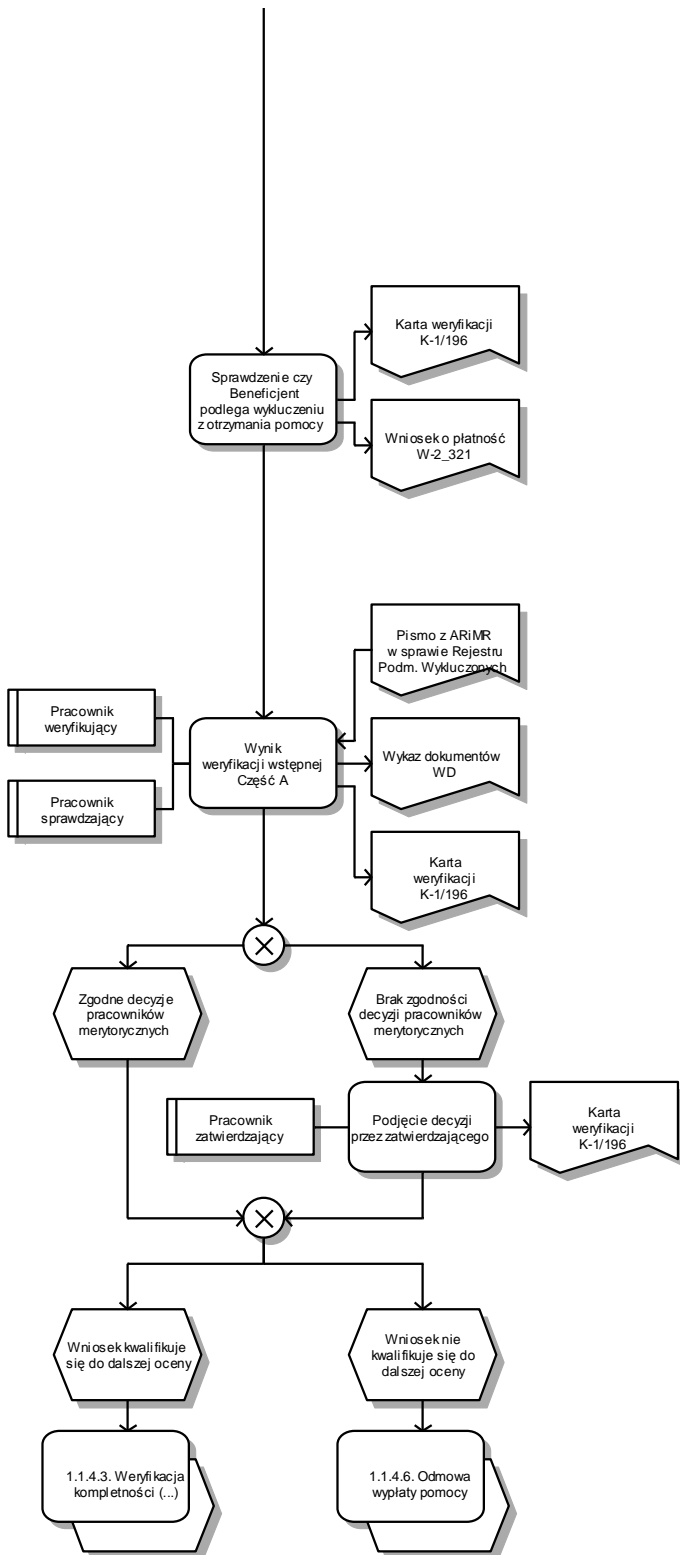 Karta weryfikacji
K-1/196
Sprawdzenie czy
Beneficjent
podlega wykluczeniu
z otrzymania pomocy
Wniosek o płatność
W-2_321
Pismo z ARiMR
w sprawie Rejestru
Podm. Wykluczonych
Pracownik
weryfikujący
Wynik
weryfikacji wstępnej
Część A
Wykaz dokumentów
WD
Pracownik
sprawdzający
Karta
weryfikacji
K-1/196
Zgodne decyzje
pracowników
merytorycznych
Brak zgodności
decyzji pracowników
merytorycznych
Pracownik
zatwierdzający
Podjęcie decyzji
przez zatwierdzającego
Karta
weryfikacji
K-1/196
Wniosek kwalifikuje
się do dalszej oceny
Wniosek nie
kwalifikuje się do
dalszej oceny
1.1.4.3. Weryfikacja
kompletności (...)
1.1.4.6. Odmowa
wypłaty pomocy